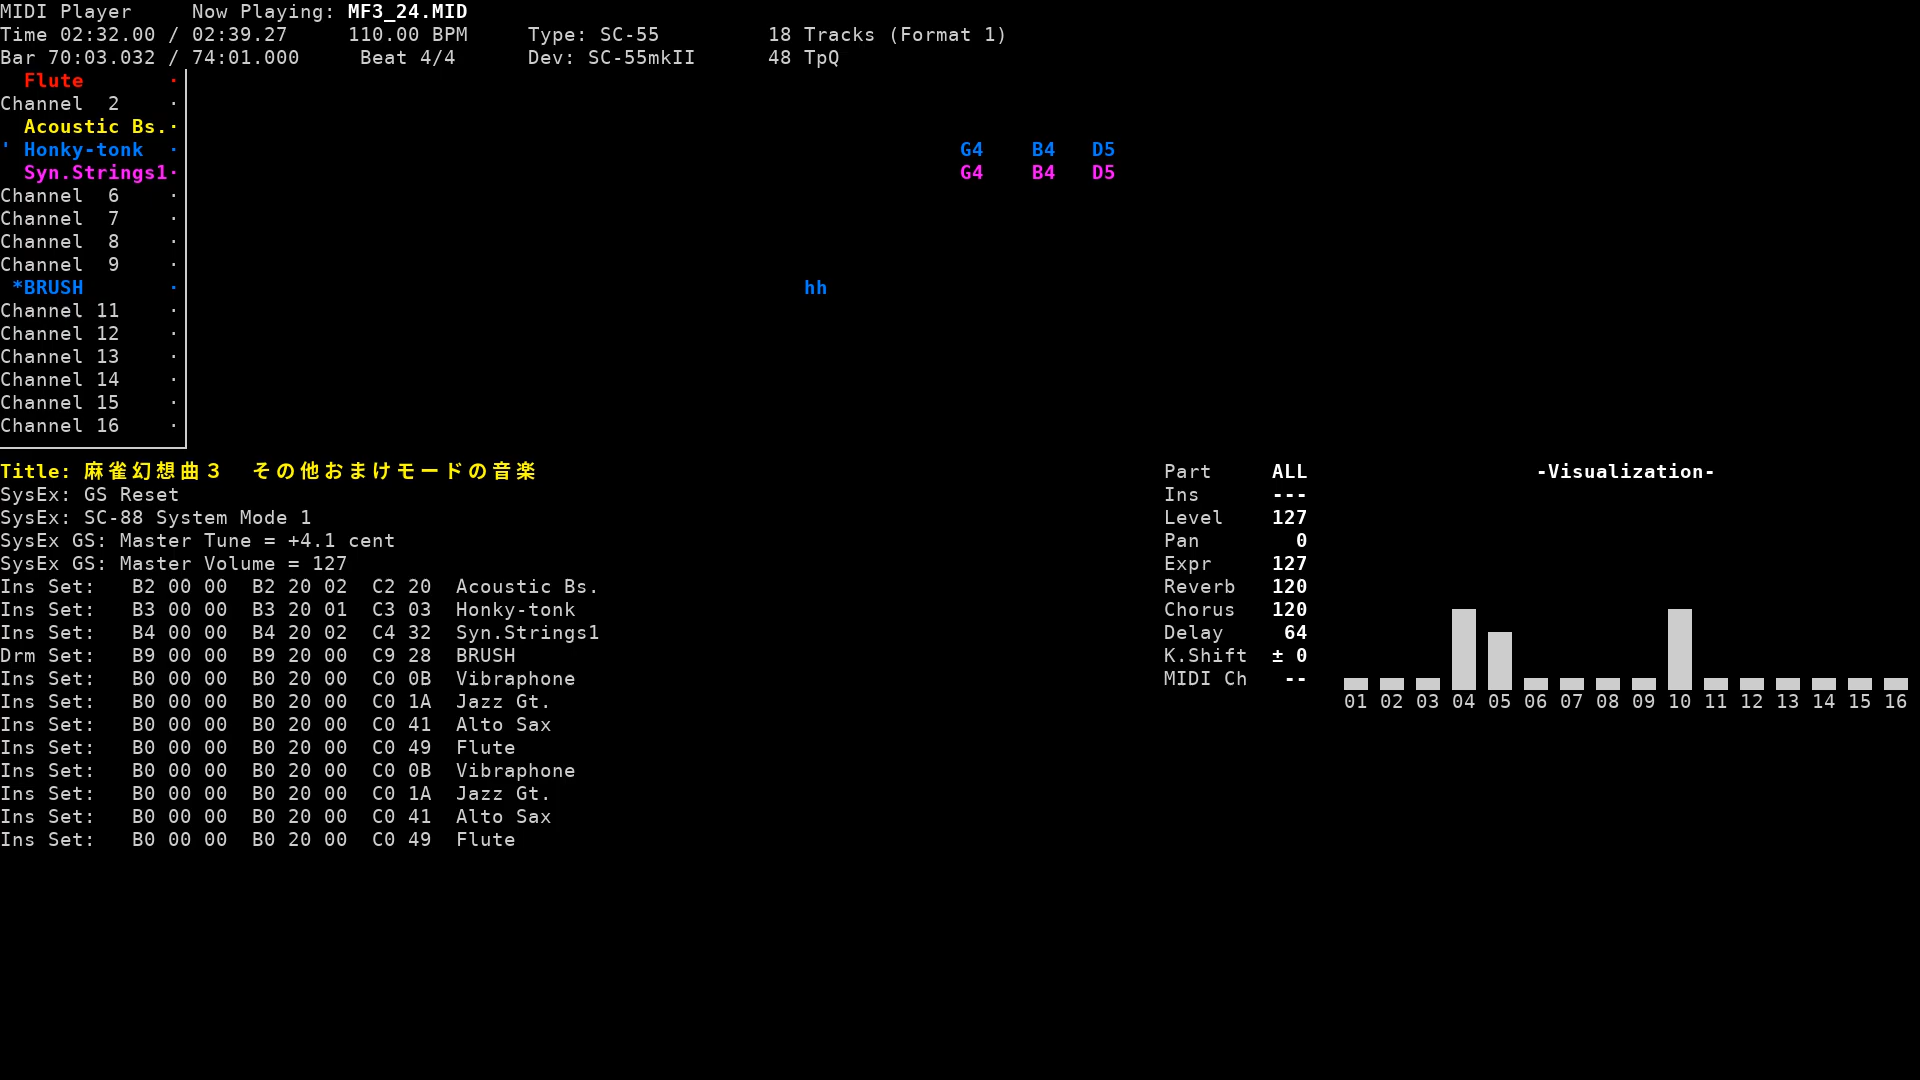 MIDI Player     Now Playing: MF3_24.MID
Time 02:32.00 / 02:39.27     110.00 BPM     Type: SC-55         18 Tracks (Format 1)
Bar 70:03.032 / 74:01.000     Beat 4/4      Dev: SC-55mkII      48 TpQ
Flute ·
Channel  2 ·
Acoustic Bs.·
' Honky-tonk  ·     G4    B4   D5
Syn.Strings1·     G4    B4   D5
Channel  6 ·
Channel  7 ·
Channel  8 ·
Channel  9 ·
*BRUSH ·     hh
Channel 11 ·
Channel 12 ·
Channel 13 ·
Channel 14 ·
Channel 15 ·
Channel 16 ·
Title: 麻雀幻想曲３　その他おまけモードの音楽
SysEx: GS Reset
SysEx: SC-88 System Mode 1
SysEx GS: Master Tune = +4.1 cent
SysEx GS: Master Volume = 127
Ins Set:   B2 00 00  B2 20 02  C2 20  Acoustic Bs.
Ins Set:   B3 00 00  B3 20 01  C3 03  Honky-tonk
Ins Set:   B4 00 00  B4 20 02  C4 32  Syn.Strings1
Drm Set:   B9 00 00  B9 20 00  C9 28  BRUSH
Ins Set:   B0 00 00  B0 20 00  C0 0B  Vibraphone
Ins Set:   B0 00 00  B0 20 00  C0 1A  Jazz Gt.
Ins Set:   B0 00 00  B0 20 00  C0 41  Alto Sax
Ins Set:   B0 00 00  B0 20 00  C0 49  Flute
Ins Set:   B0 00 00  B0 20 00  C0 0B  Vibraphone
Ins Set:   B0 00 00  B0 20 00  C0 1A  Jazz Gt.
Ins Set:   B0 00 00  B0 20 00  C0 41  Alto Sax
Ins Set:   B0 00 00  B0 20 00  C0 49  Flute
Part     ALL
Ins      ---
Level    127
Pan        0
Expr     127
Reverb   120
Chorus   120
Delay     64
K.Shift  ± 0
MIDI Ch   --
-Visualization-
01 02 03 04 05 06 07 08 09 10 11 12 13 14 15 16